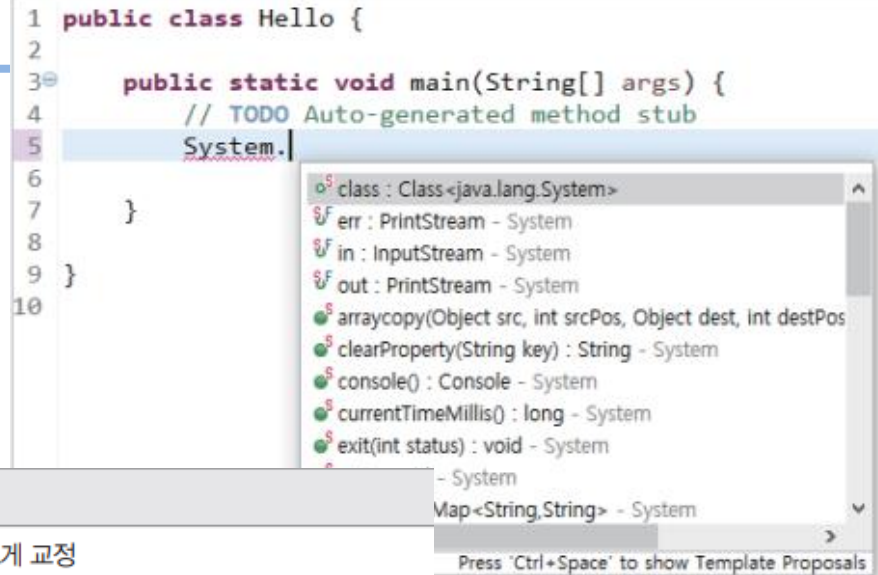 1 public class Hello {
2
3 public static void main(String[] args) {
4 // TODO Auto-generated method stub
5 System.
6
7 }
8
9 }
10
class : Class<java.lang.System>
err : PrintStream - System
in : InputStream - System
out : PrintStream - System
arraycopy(Object src, int srcPos, Object dest, int destPos
clearProperty(String key) : String - System
console() : Console - System
currentTimeMillis() : long - System
exit(int status) : void - System
- System
Map<String,String> - System
Press 'Ctrl+Space' to show Template Proposals
게 교정